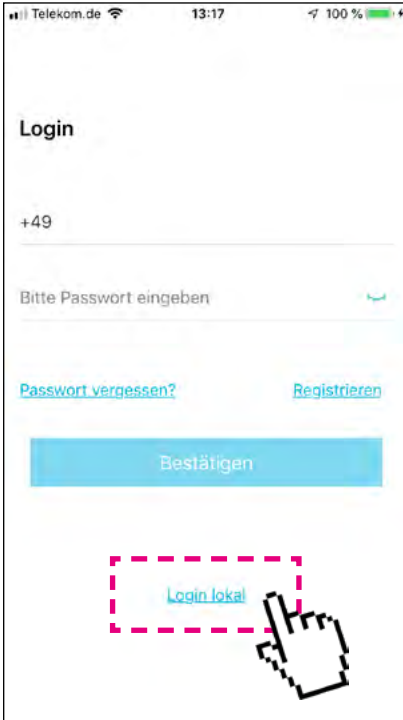 Telekom.de 13:17 100 %
Login
+49
Bitte Passwort eingeben
Passwort vergessen? Registrieren
Bestätigen
Login lokal